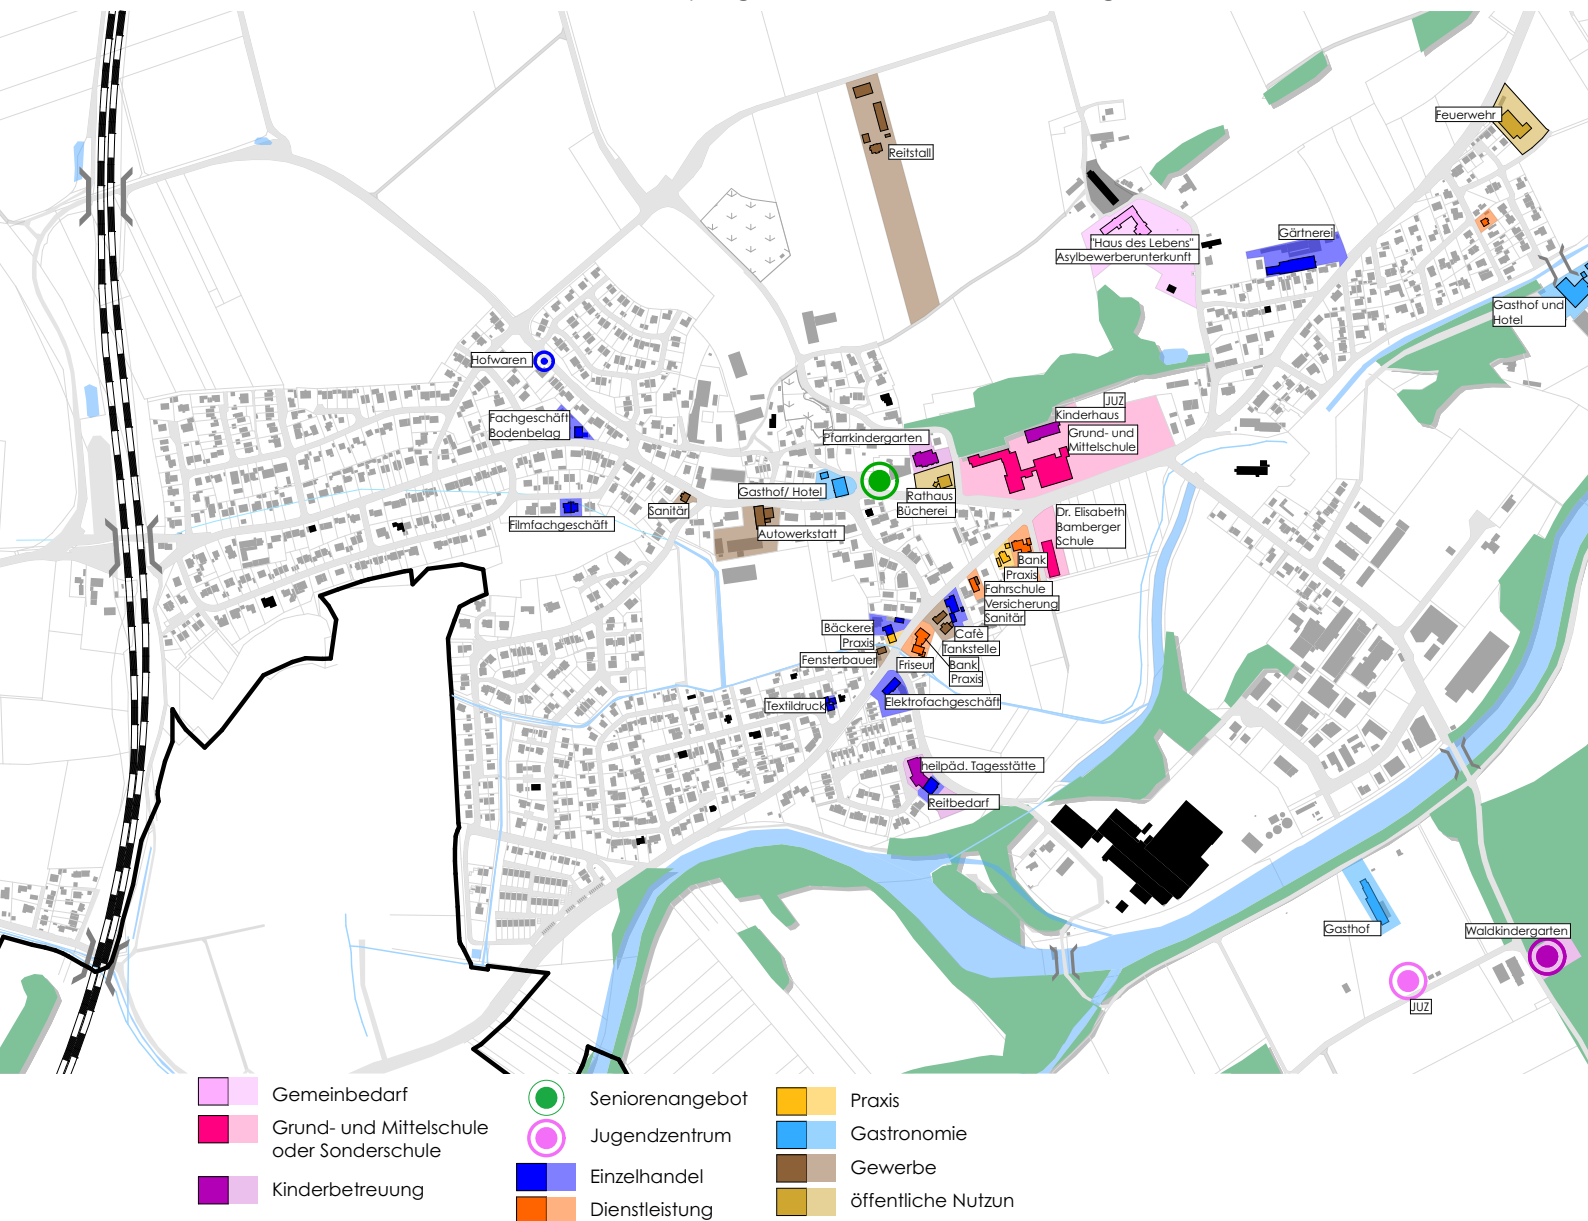 Feuerwehr
Reitstall
Gärtnerei
"Haus des Lebens"
Asylbewerberunterkunft
Gasthof und
Hotel
Hofwaren
JUZ
Kinderhaus
Fachgeschäft
Bodenbelag
Grund- und
Mittelschule
Pfarrkindergarten
Gasthof/ Hotel
Rathaus
Bücherei
Sanitär
Filmfachgeschäft
Autowerkstatt
Dr. Elisabeth
Bamberger
Schule
Bank
Praxis
Fahrschule
Versicherung
Sanitär
Bäckerei
Praxis
Fensterbauer
Cafè
Tankstelle
Friseur
Bank
Praxis
Textildruck
Elektrofachgeschäft
heilpäd. Tagesstätte
Reitbedarf
Gasthof
Waldkindergarten
JUZ
Gemeinbedarf
Grund- und Mittelschule
oder Sonderschule
Kinderbetreuung
Seniorenangebot
Jugendzentrum
Einzelhandel
Dienstleistung
Praxis
Gastronomie
Gewerbe
öffentliche Nutzun